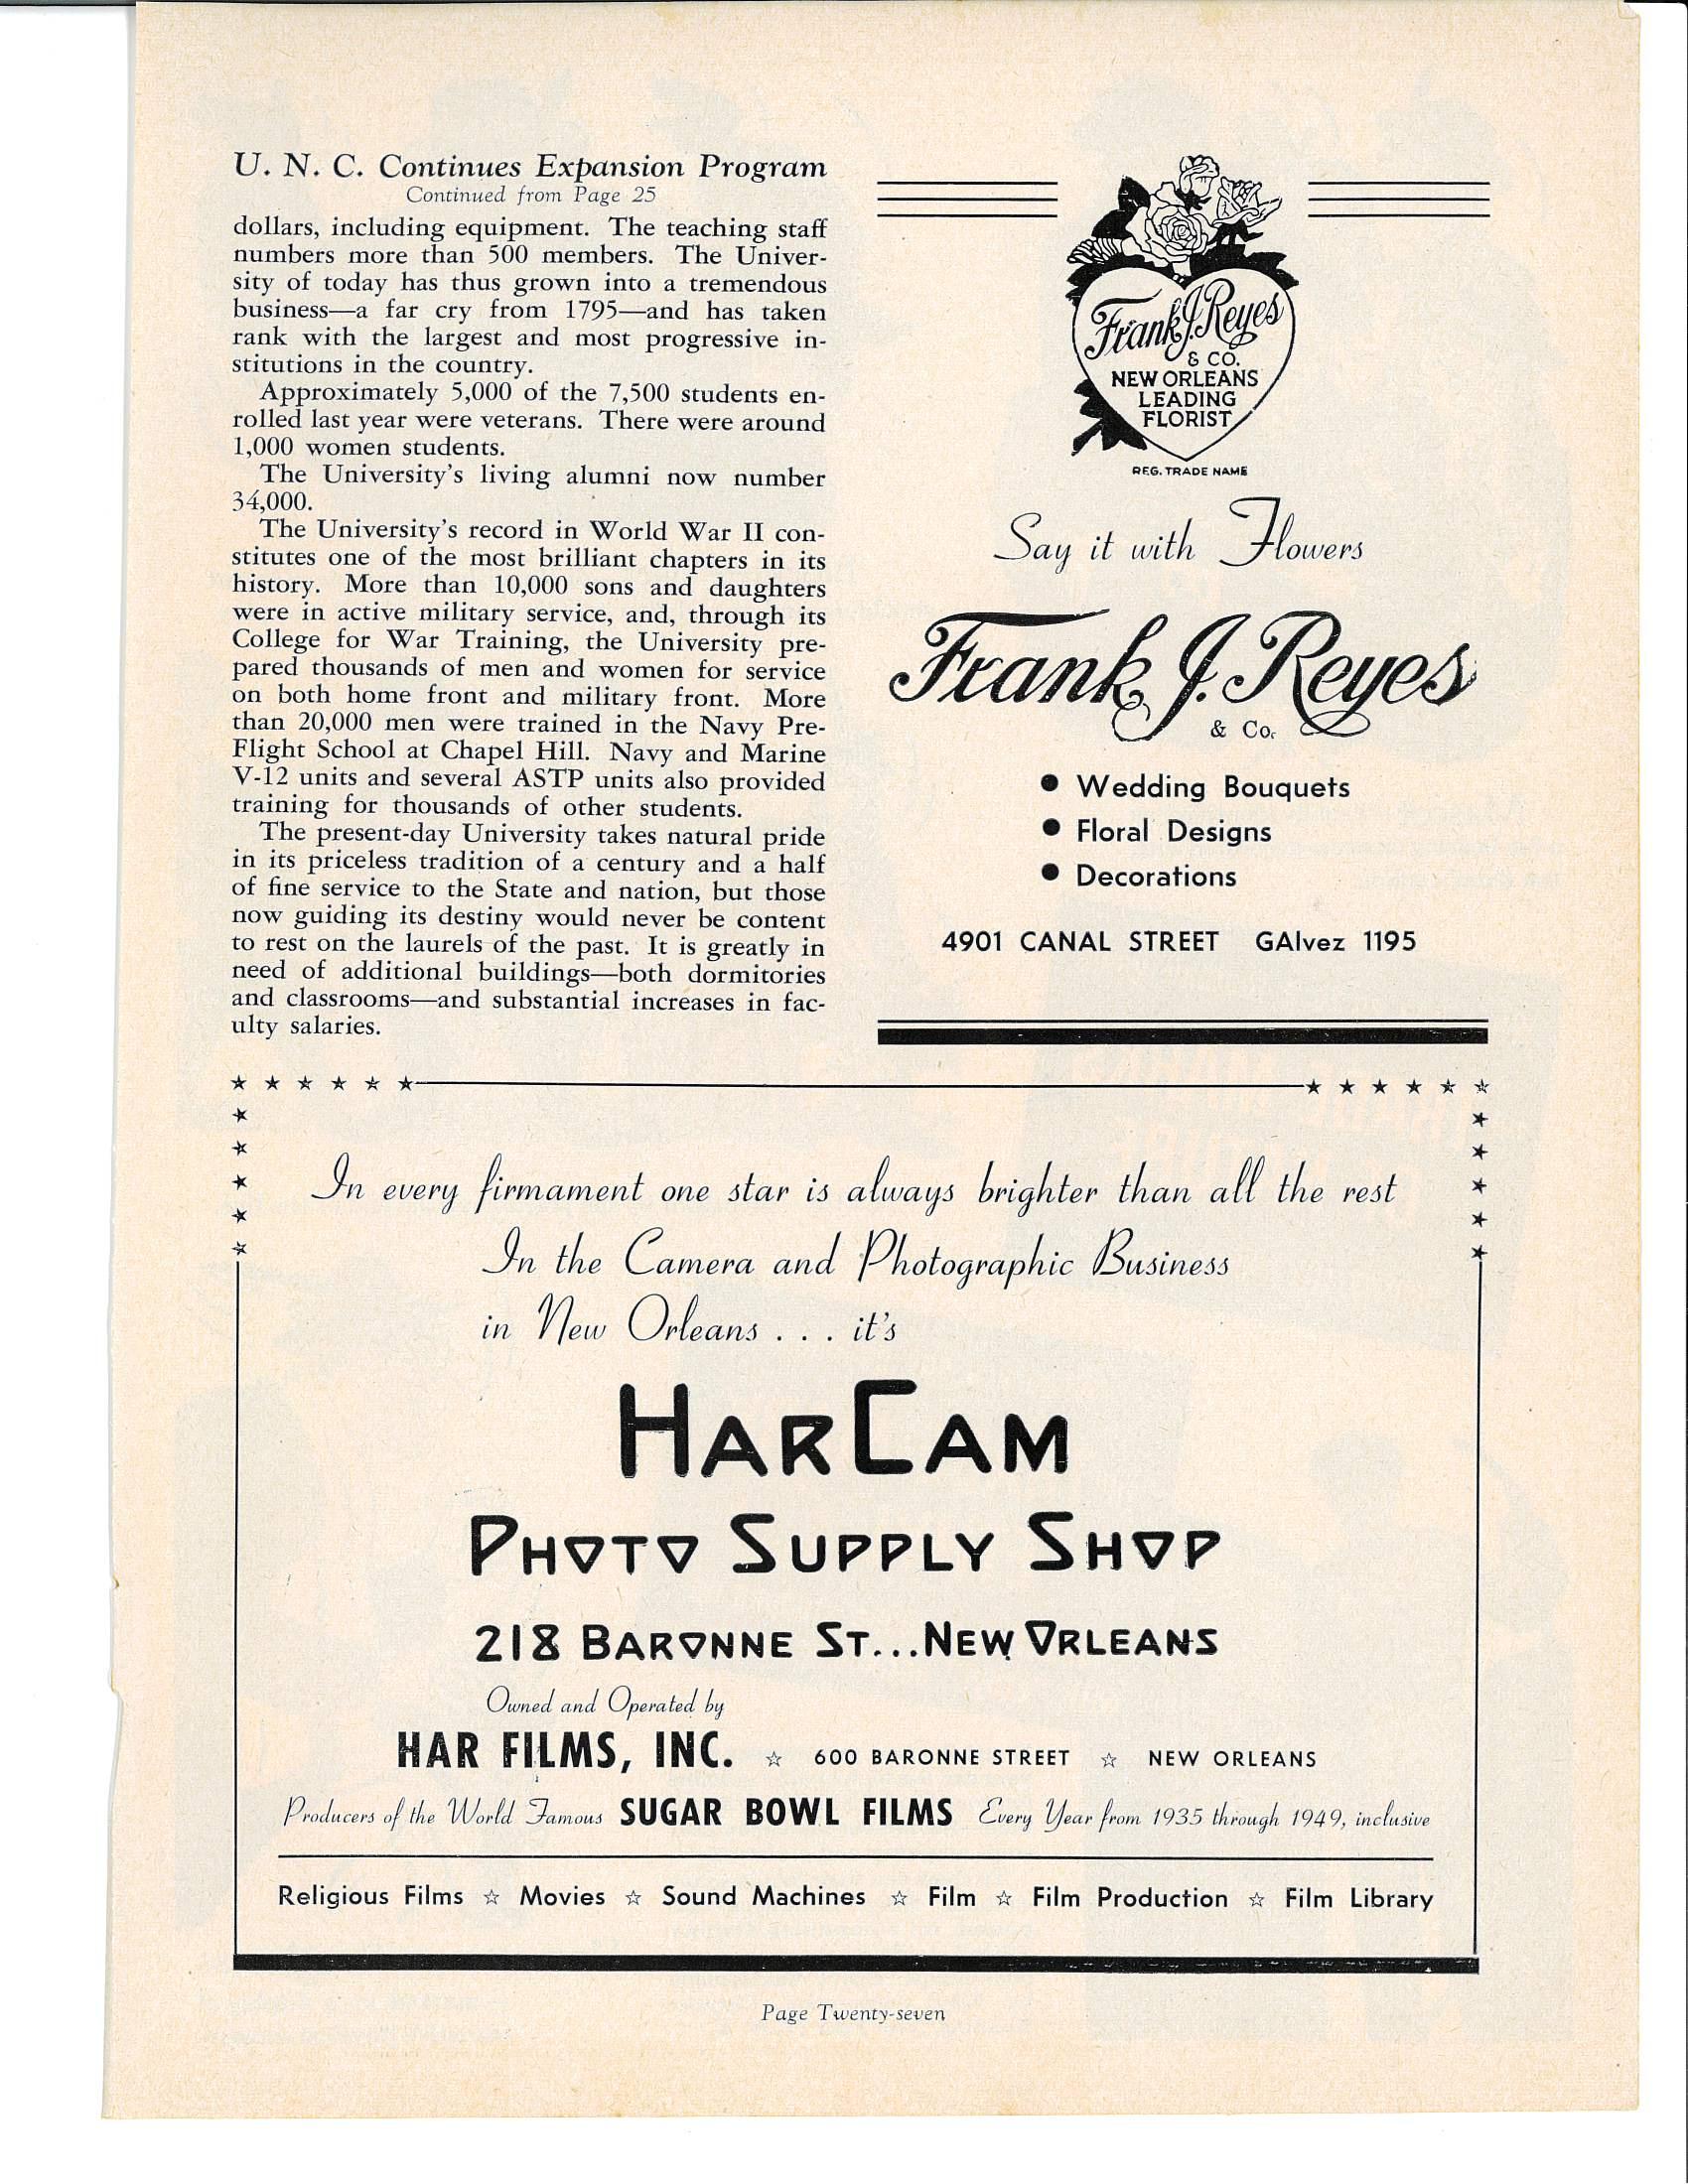 U. N. C. Continues Expansion Program
Continued from Page 25
dollars, including equipment. The teaching staff
numbers more than 500 members. The Univer-
sity of today has thus grown into a tremendous
business—a far cry from 1795—and has taken
rank with the largest and most progressive in-
stitutions in the country.
Approximately 5,000 of the 7,500 students en-
rolled last year were veterans. There were around
1,000 women students.
The University's living alumni now number
34,000.
The University's record in World War II con-
stitutes one of the most brilliant chapters in its
history. More than 10,000 sons and daughters
were in active military service, and, through its
College for War Training, the University pre-
pared thousands of men and women for service
on both home front and military front. More
than 20,000 men were trained in the Navy Pre-
Flight School at Chapel Hill. Navy and Marine
V-12 units and several ASTP units also provided
training for thousands of other students.
The present-day University takes natural pride
in its priceless tradition of a century and a half
of fine service to the State and nation, but those
now guiding its destiny would never be content
to rest on the laurels of the past. It is greatly in
need of additional buildings—both dormitories
and classrooms—and substantial increases in fac-
ulty salaries.
Frank J. Reyes
& CO.
NEW ORLEANS
LEADING
FLORIST
REG. TRADE NAME
Say it with Flowers
Frank J. Reyes
& Co.
● Wedding Bouquets
● Floral Designs
● Decorations
4901 CANAL STREET GAlvez 1195
In every firmament one star is always brighter than all the rest
In the Camera and Photographic Business
in New Orleans . . . it's
HARCAM
PHOTO SUPPLY SHOP
218 BARONNE ST...NEW ORLEANS
Owned and Operated by
HAR FILMS, INC. ☆ 600 BARONNE STREET ☆ NEW ORLEANS
Producers of the World Famous SUGAR BOWL FILMS Every Year from 1935 through 1949, inclusive
Religious Films ☆ Movies ☆ Sound Machines ☆ Film ☆ Film Production ☆ Film Library
Page Twenty-seven